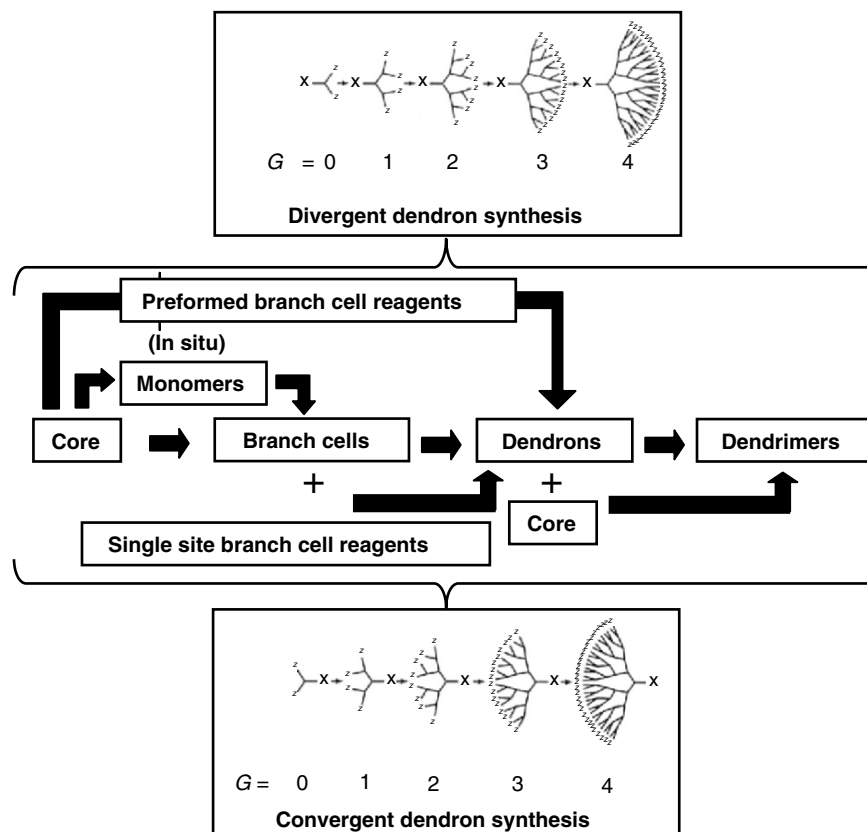 X X X X X
G = 0 1 2 3 4
Divergent dendron synthesis
Preformed branch cell reagents
(In situ)
Monomers
Core Branch cells Dendrons Dendrimers
+ +
Core
Single site branch cell reagents
X X X X X
G = 0 1 2 3 4
Convergent dendron synthesis